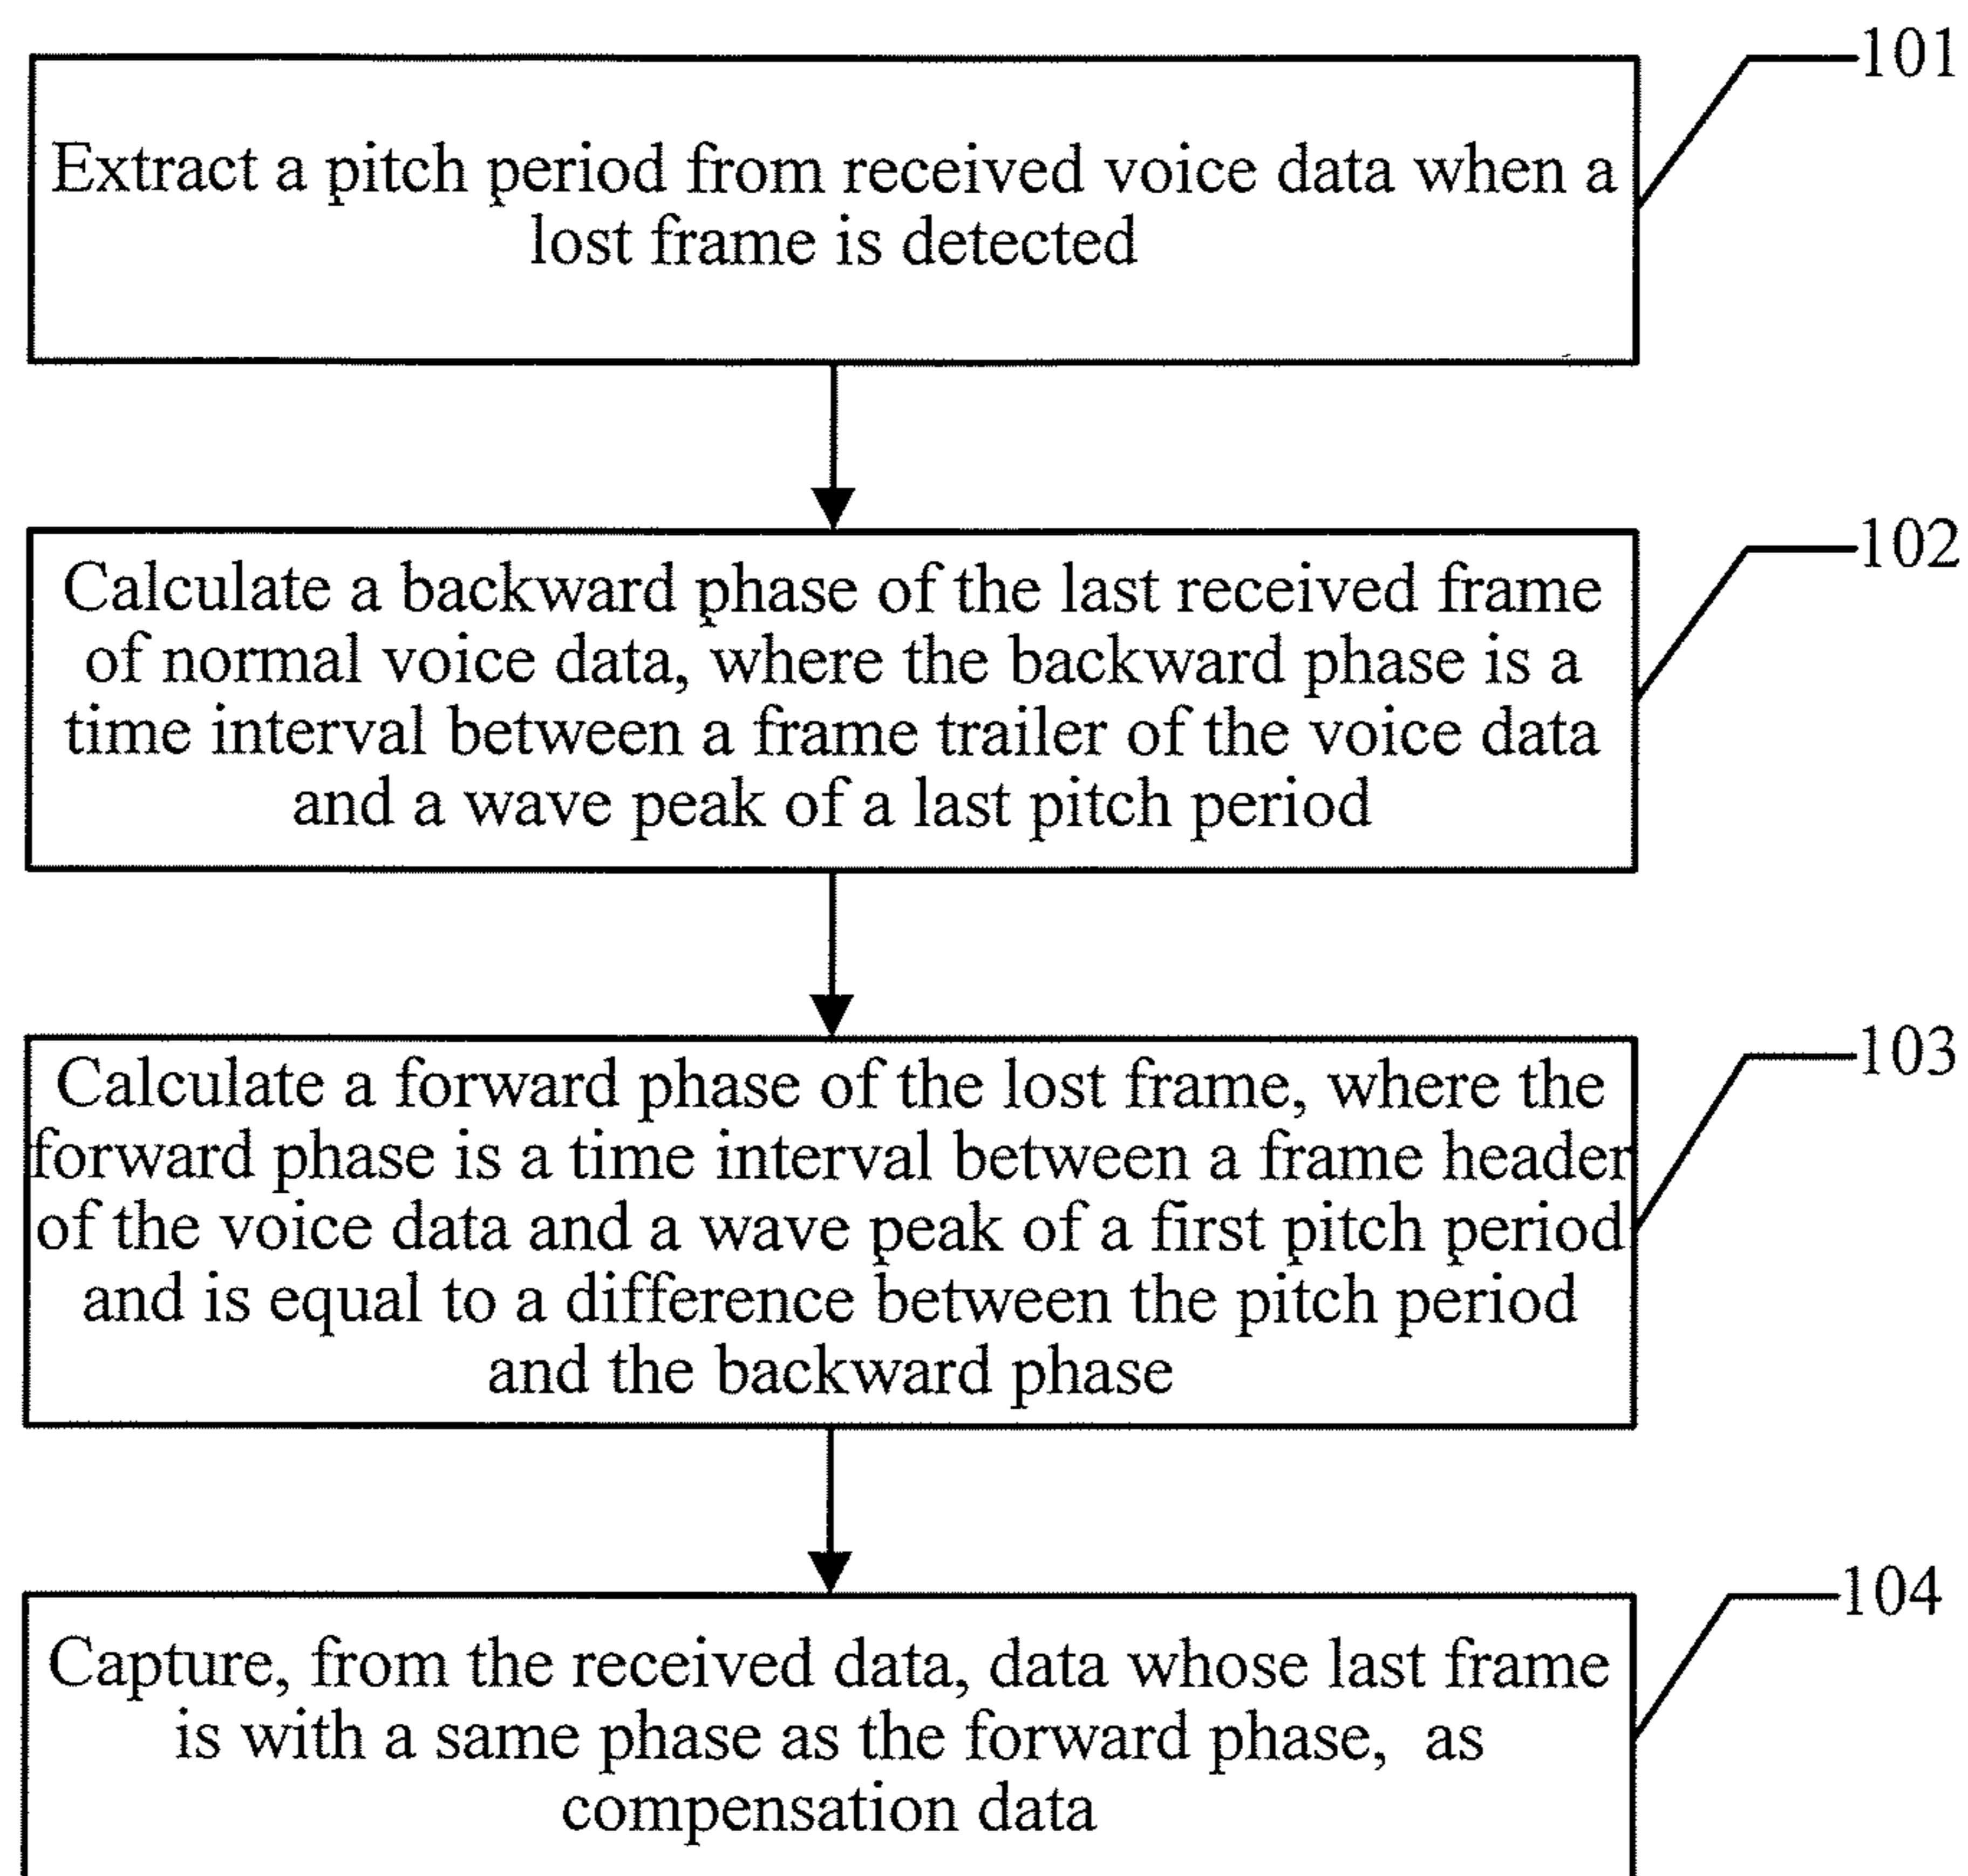 101
Extract a pitch period from received voice data when a
lost frame is detected
102
Calculate a backward phase of the last received frame
of normal voice data, where the backward phase is a
time interval between a frame trailer of the voice data
and a wave peak of a last pitch period
103
Calculate a forward phase of the lost frame, where the
forward phase is a time interval between a frame header
of the voice data and a wave peak of a first pitch period
and is equal to a difference between the pitch period
and the backward phase
104
Capture, from the received data, data whose last frame
is with a same phase as the forward phase, as
compensation data